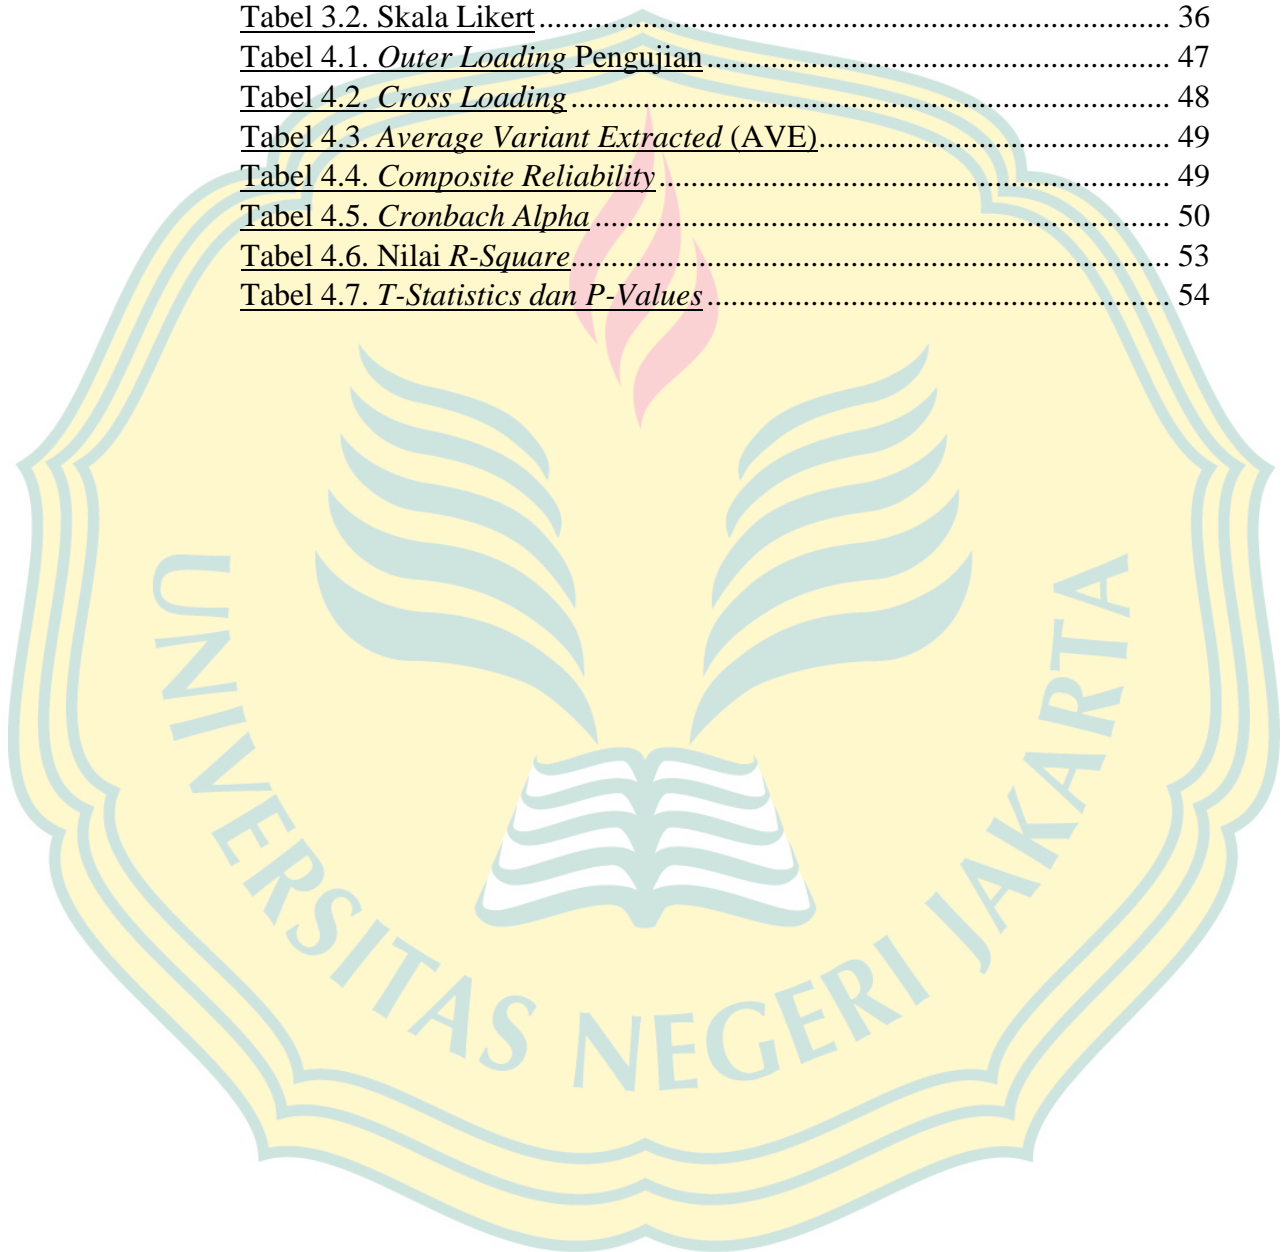 Tabel 3.2. Skala Likert ............................................................................... 36
Tabel 4.1. Outer Loading Pengujian .......................................................... 47
Tabel 4.2. Cross Loading ........................................................................... 48
Tabel 4.3. Average Variant Extracted (AVE)............................................ 49
Tabel 4.4. Composite Reliability ................................................................ 49
Tabel 4.5. Cronbach Alpha ........................................................................ 50
Tabel 4.6. Nilai R-Square........................................................................... 53
Tabel 4.7. T-Statistics dan P-Values .......................................................... 54
UNIVERSITAS NEGERI JAKARTA